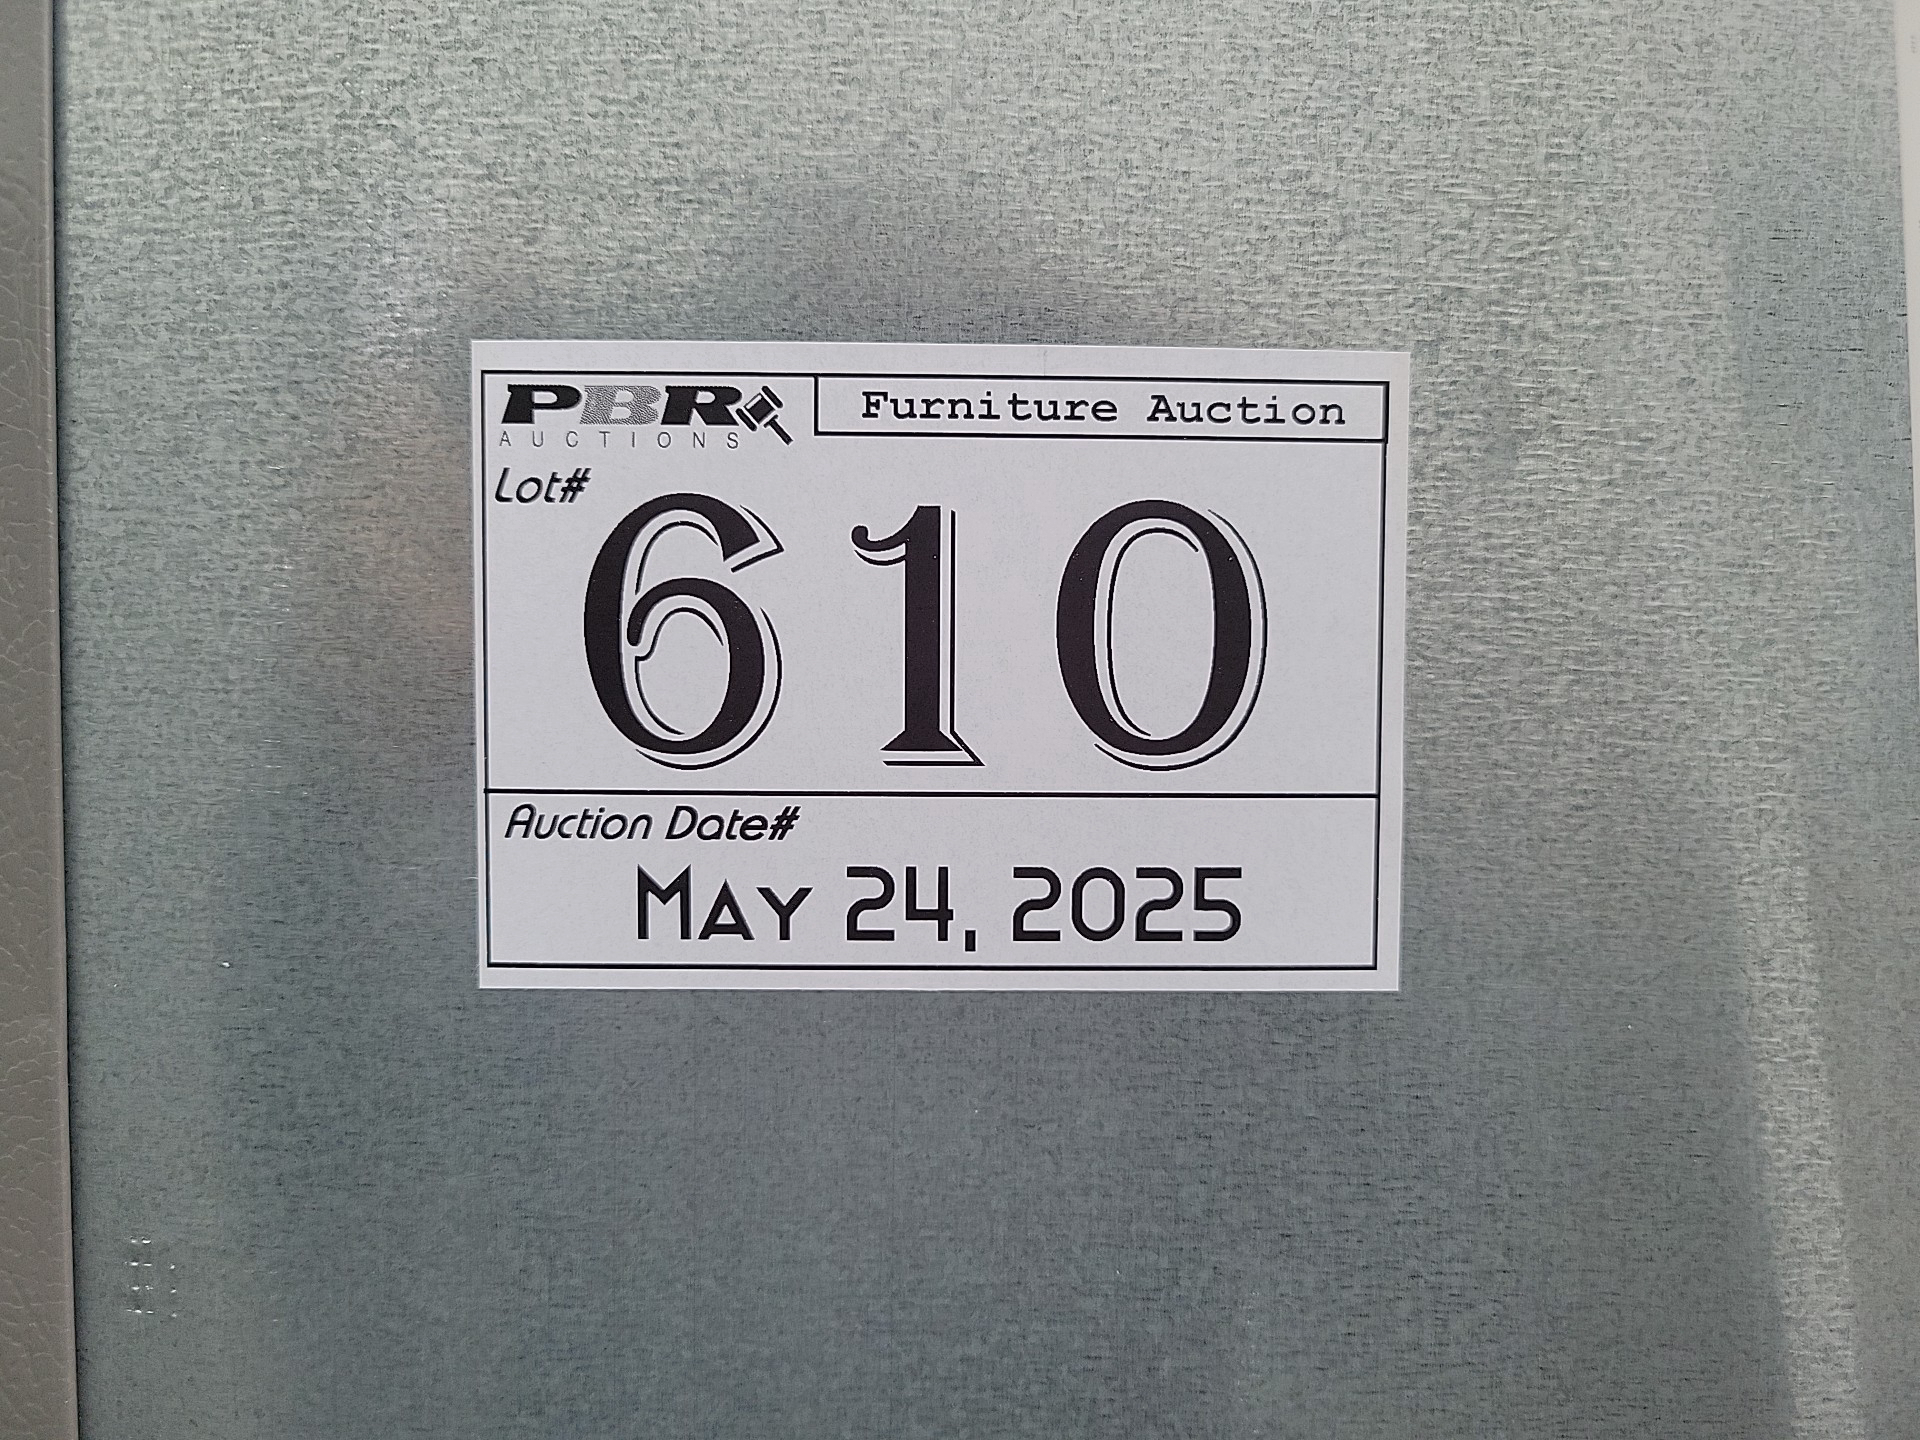 PBR
AUCTIONS
Furniture Auction
Lot#
610
Auction Date#
May 24, 2025